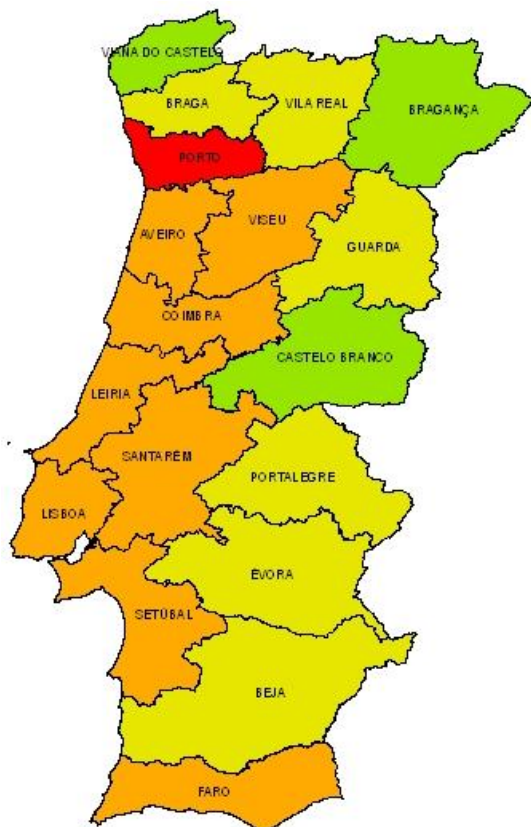 VIANA DO CASTELO
BRAGA
VILA REAL
BRAGANÇA
PORTO
AVEIRO
VISEU
GUARDA
COIMBRA
CASTELO BRANCO
LEIRIA
SANTARÉM
PORTALEGRE
LISBOA
ÉVORA
SETÚBAL
BEJA
FARO